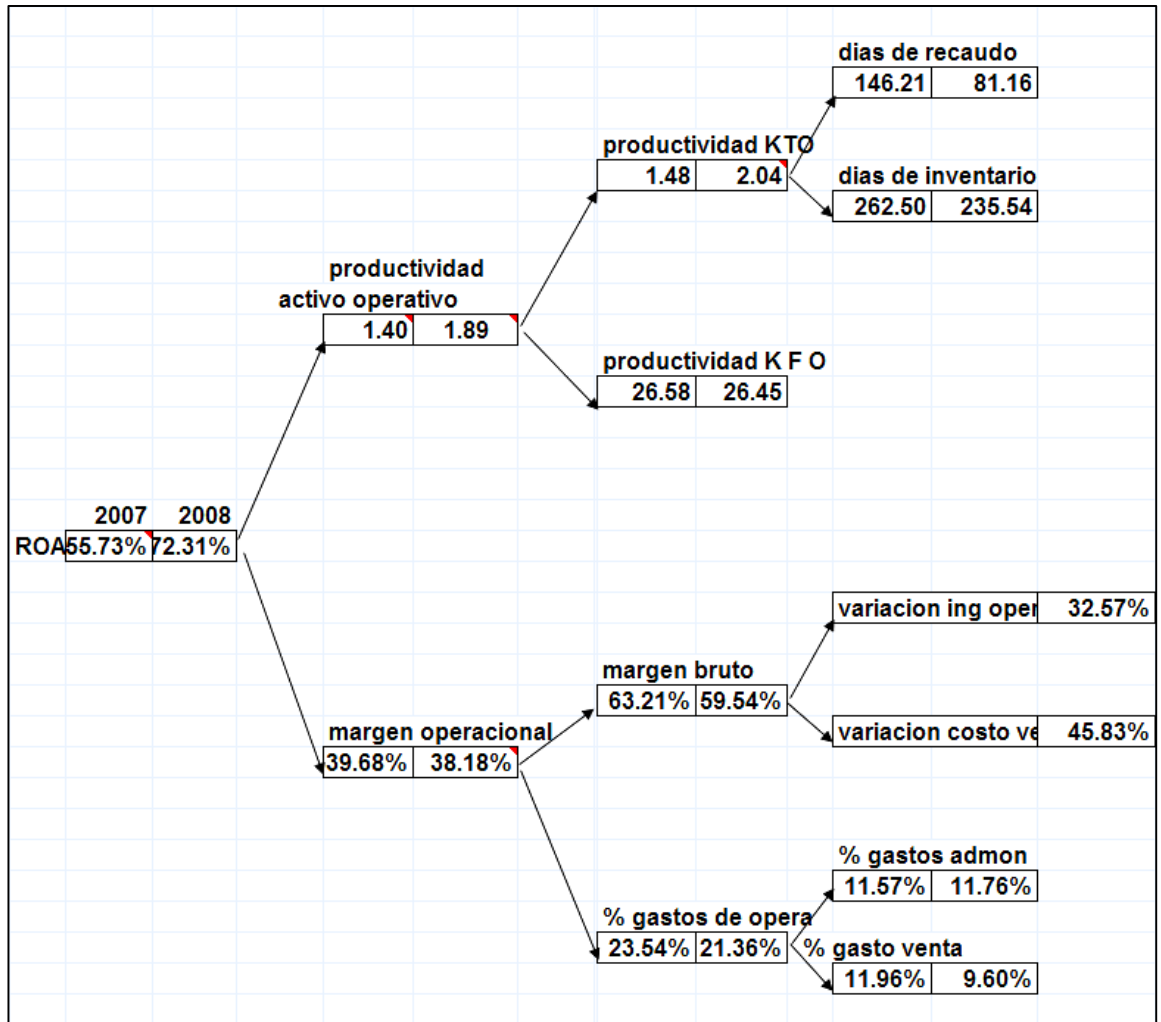 dias de recaudo
146.21 81.16
productividad KTO
1.48 2.04
dias de inventario
262.50 235.54
productividad
activo operativo
1.40 1.89
productividad K F O
26.58 26.45
2007 2008
ROA 55.73% 72.31%
variacion ing oper 32.57%
margen bruto
63.21% 59.54%
variacion costo ve 45.83%
margen operacional
39.68% 38.18%
% gastos admon
11.57% 11.76%
% gastos de opera
23.54% 21.36%
% gasto venta
11.96% 9.60%